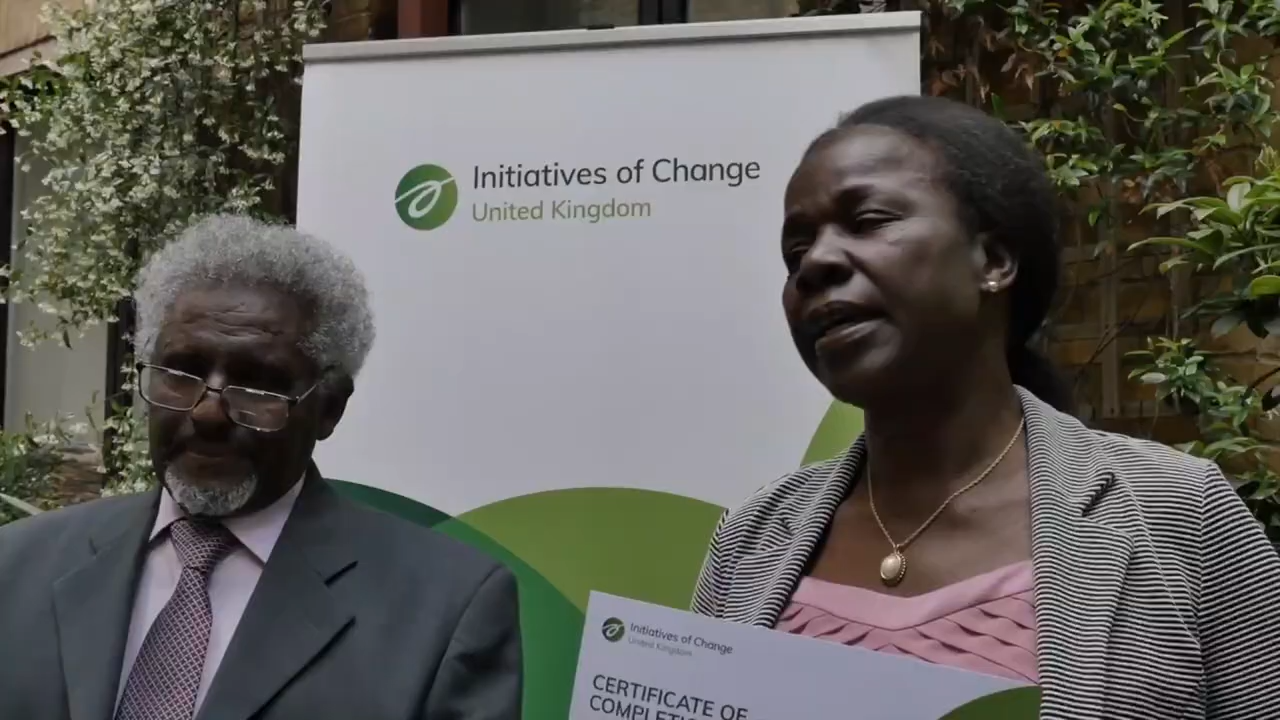 Initiatives of Change
United Kingdom
Initiatives of Change
United Kingdom
CERTIFICATE OF